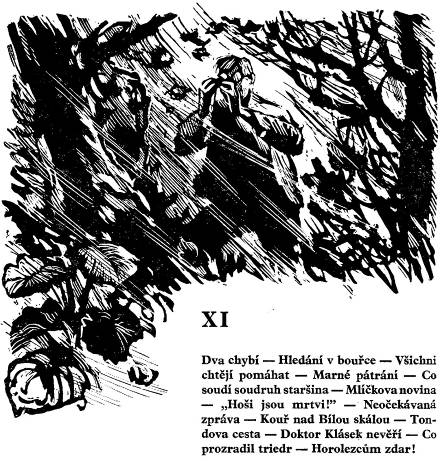 XI
Dva chybí — Hledání v bouřce — Všichni
chtějí pomáhat — Marné pátrání — Co
soudí soudruh staršina — Mlíčkova novina
— „Hoši jsou mrtvi!” — Neočekávaná
zpráva — Kouř nad Bílou skálou — Ton-
dova cesta — Doktor Klásek nevěří — Co
prozradil triedr — Horolezcům zdar!